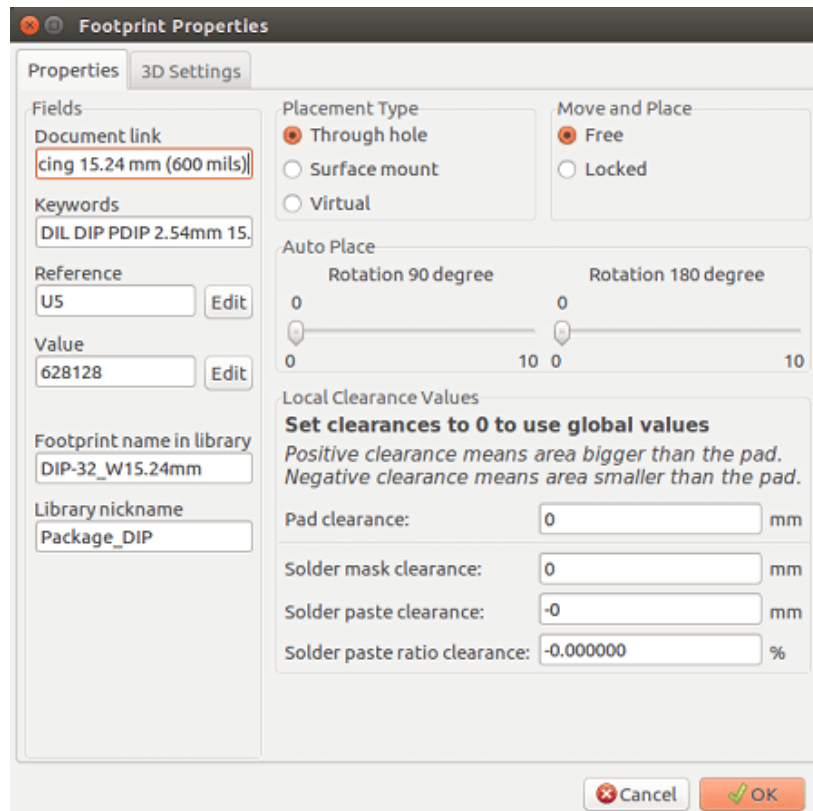 Footprint Properties
Properties
3D Settings
Fields
Document link
cing 15.24 mm (600 mils)
Keywords
DIL DIP PDIP 2.54mm 15.
Reference
U5
Edit
Value
628128
Edit
Footprint name in library
DIP-32_W15.24mm
Library nickname
Package_DIP
Placement Type
Through hole
Surface mount
Virtual
Move and Place
Free
Locked
Auto Place
Rotation 90 degree
0
0
10
Rotation 180 degree
0
0
10
Local Clearance Values
Set clearances to 0 to use global values
Positive clearance means area bigger than the pad.
Negative clearance means area smaller than the pad.
Pad clearance:
0
mm
Solder mask clearance:
0
mm
Solder paste clearance:
-0
mm
Solder paste ratio clearance:
-0.000000
%
Cancel
OK